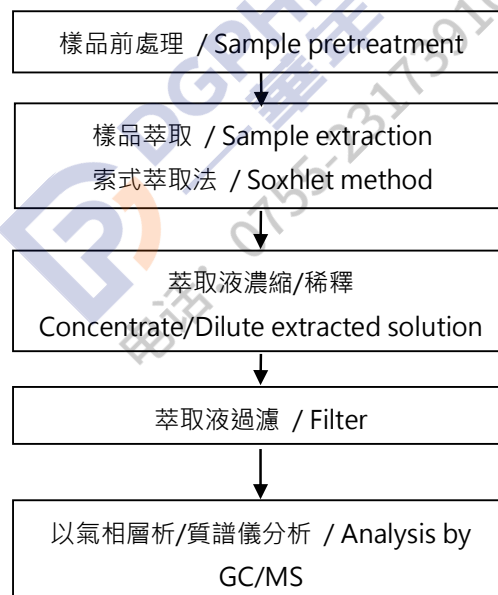 樣品前處理 / Sample pretreatment
樣品萃取 / Sample extraction
索式萃取法 / Soxhlet method
萃取液濃縮/稀釋
Concentrate/Dilute extracted solution
萃取液過濾 / Filter
以氣相層析/質譜儀分析 / Analysis by
GC/MS